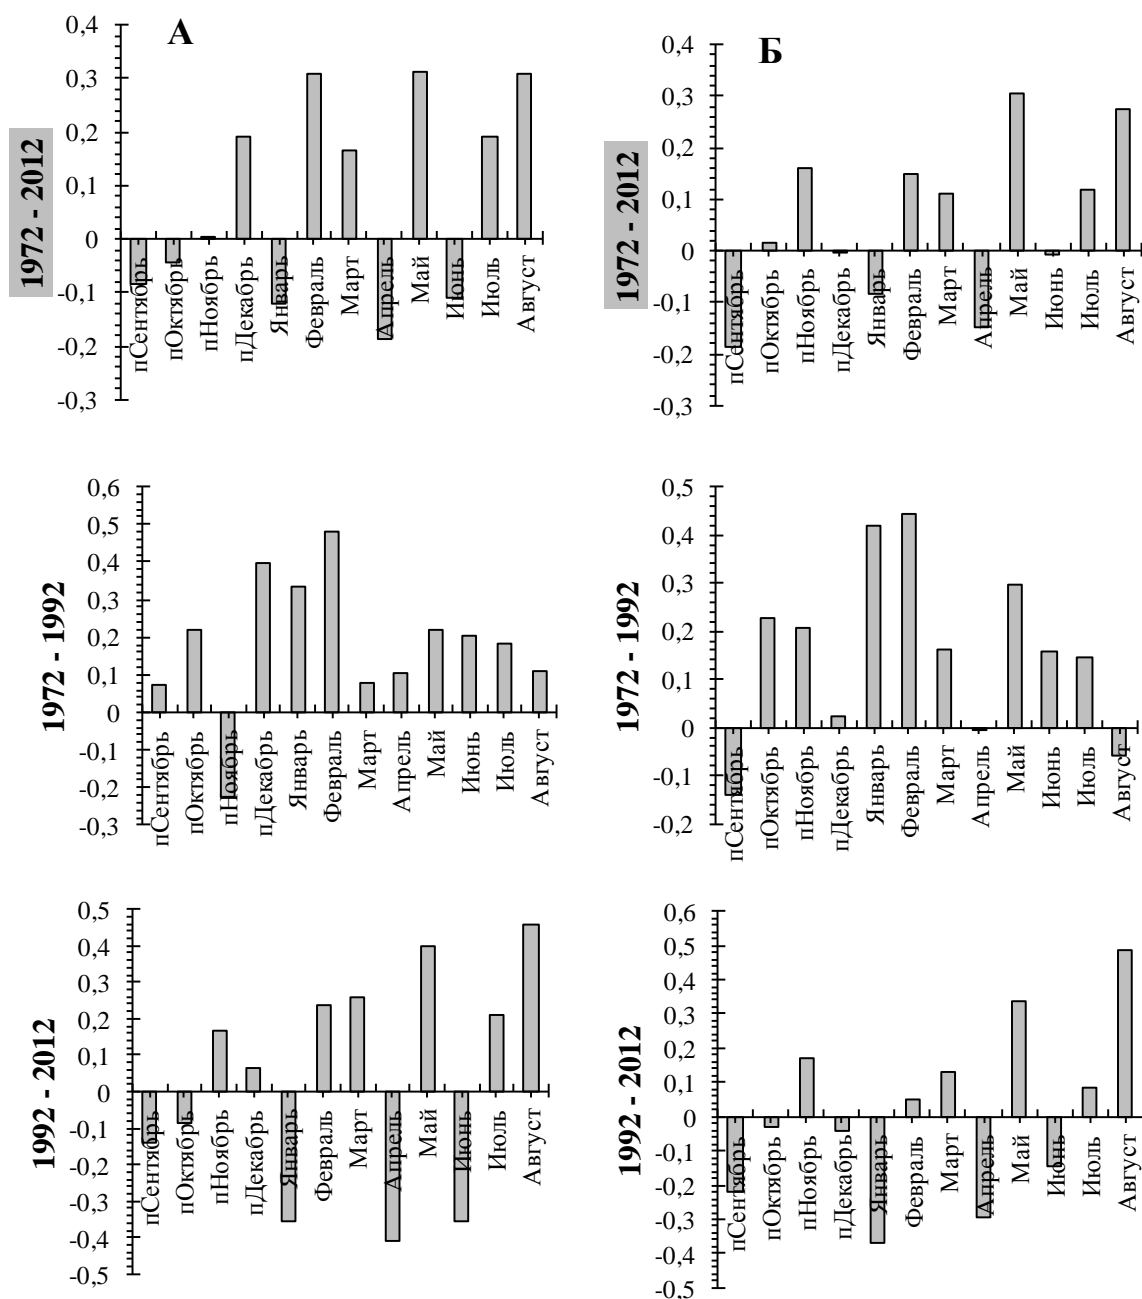 А
1972 - 2012
0,4
0,3
0,2
0,1
0
-0,1
-0,2
-0,3
пСентябрь
пОктябрь
пНоябрь
пДекабрь
Январь
Февраль
Март
Апрель
Май
Июнь
Июль
Август
Б
1972 - 2012
0,4
0,3
0,2
0,1
0
-0,1
-0,2
-0,3
пСентябрь
пОктябрь
пНоябрь
пДекабрь
Январь
Февраль
Март
Апрель
Май
Июнь
Июль
Август
1972 - 1992
0,6
0,5
0,4
0,3
0,2
0,1
0
-0,1
-0,2
-0,3
пСентябрь
пОктябрь
пНоябрь
пДекабрь
Январь
Февраль
Март
Апрель
Май
Июнь
Июль
Август
1972 - 1992
0,5
0,4
0,3
0,2
0,1
0
-0,1
-0,2
пСентябрь
пОктябрь
пНоябрь
пДекабрь
Январь
Февраль
Март
Апрель
Май
Июнь
Июль
Август
1992 - 2012
0,5
0,4
0,3
0,2
0,1
0
-0,1
-0,2
-0,3
-0,4
-0,5
пСентябрь
пОктябрь
пНоябрь
пДекабрь
Январь
Февраль
Март
Апрель
Май
Июнь
Июль
Август
1992 - 2012
0,6
0,5
0,4
0,3
0,2
0,1
0
-0,1
-0,2
-0,3
-0,4
-0,5
пСентябрь
пОктябрь
пНоябрь
пДекабрь
Январь
Февраль
Март
Апрель
Май
Июнь
Июль
Август